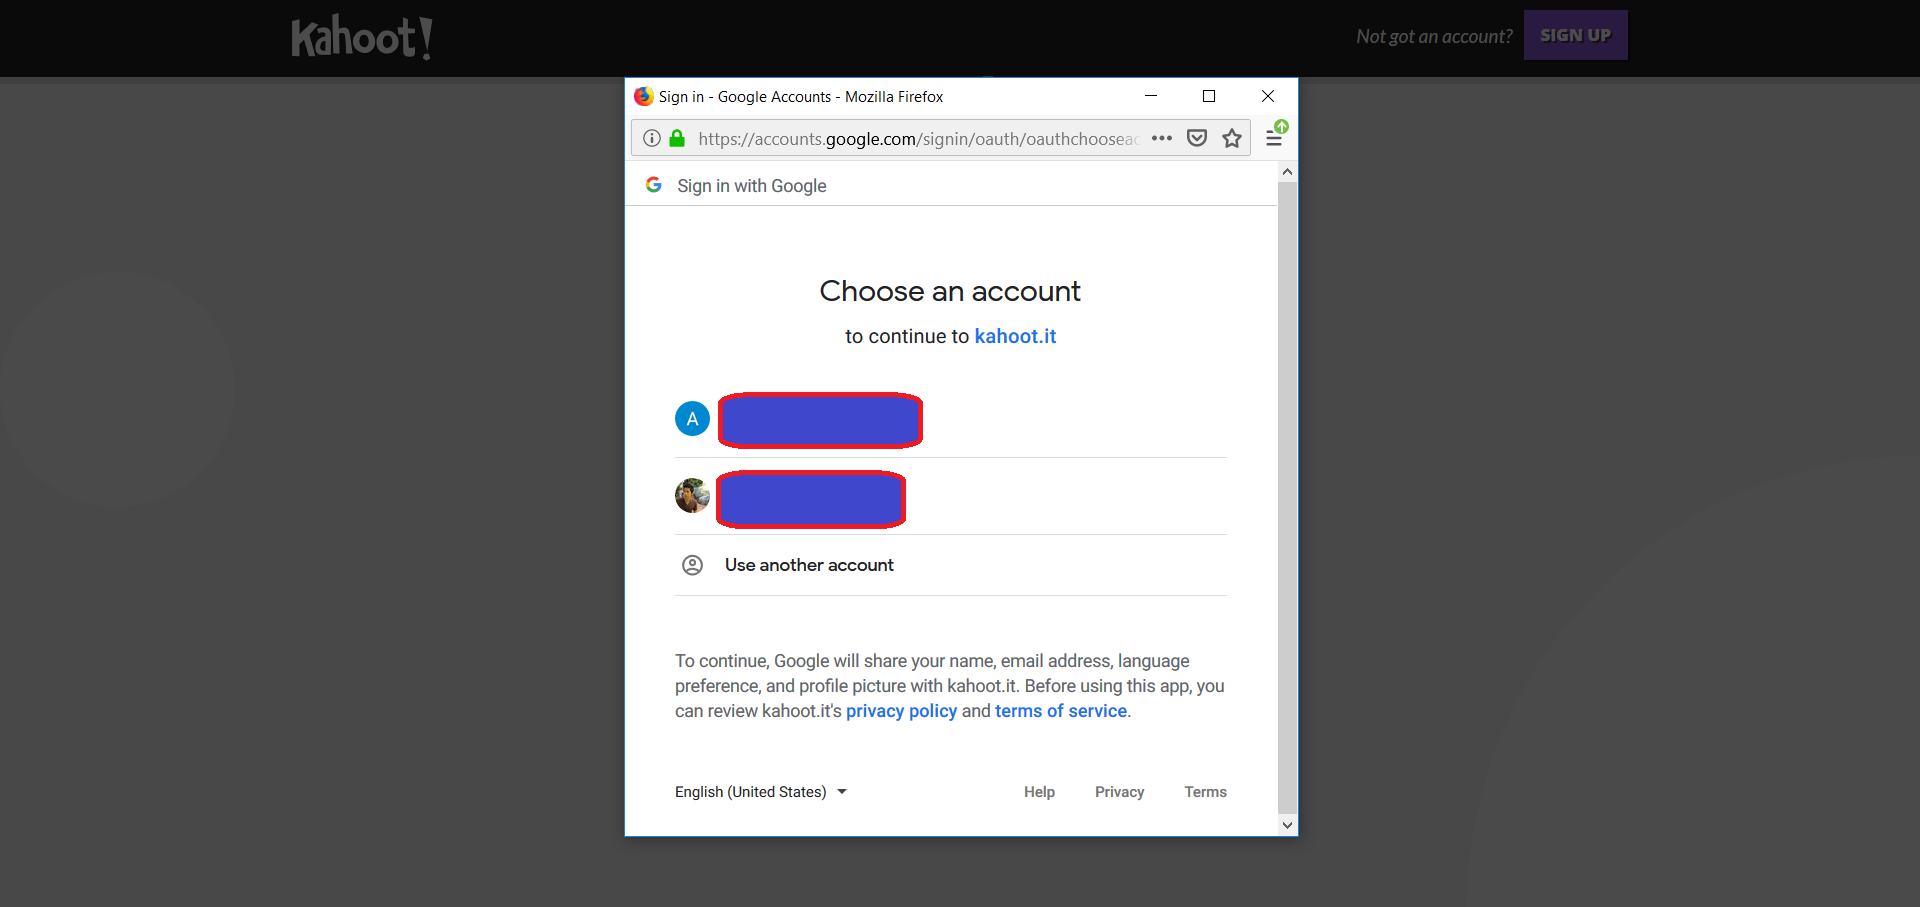 Kahoot!
Not got an account?
SIGN UP
Sign in - Google Accounts - Mozilla Firefox
https://accounts.google.com/signin/oauth/oauthchooseac
Sign in with Google
Choose an account
to continue to kahoot.it
A
Use another account
To continue, Google will share your name, email address, language
preference, and profile picture with kahoot.it. Before using this app, you
can review kahoot.it's privacy policy and terms of service.
English (United States)
Help
Privacy
Terms